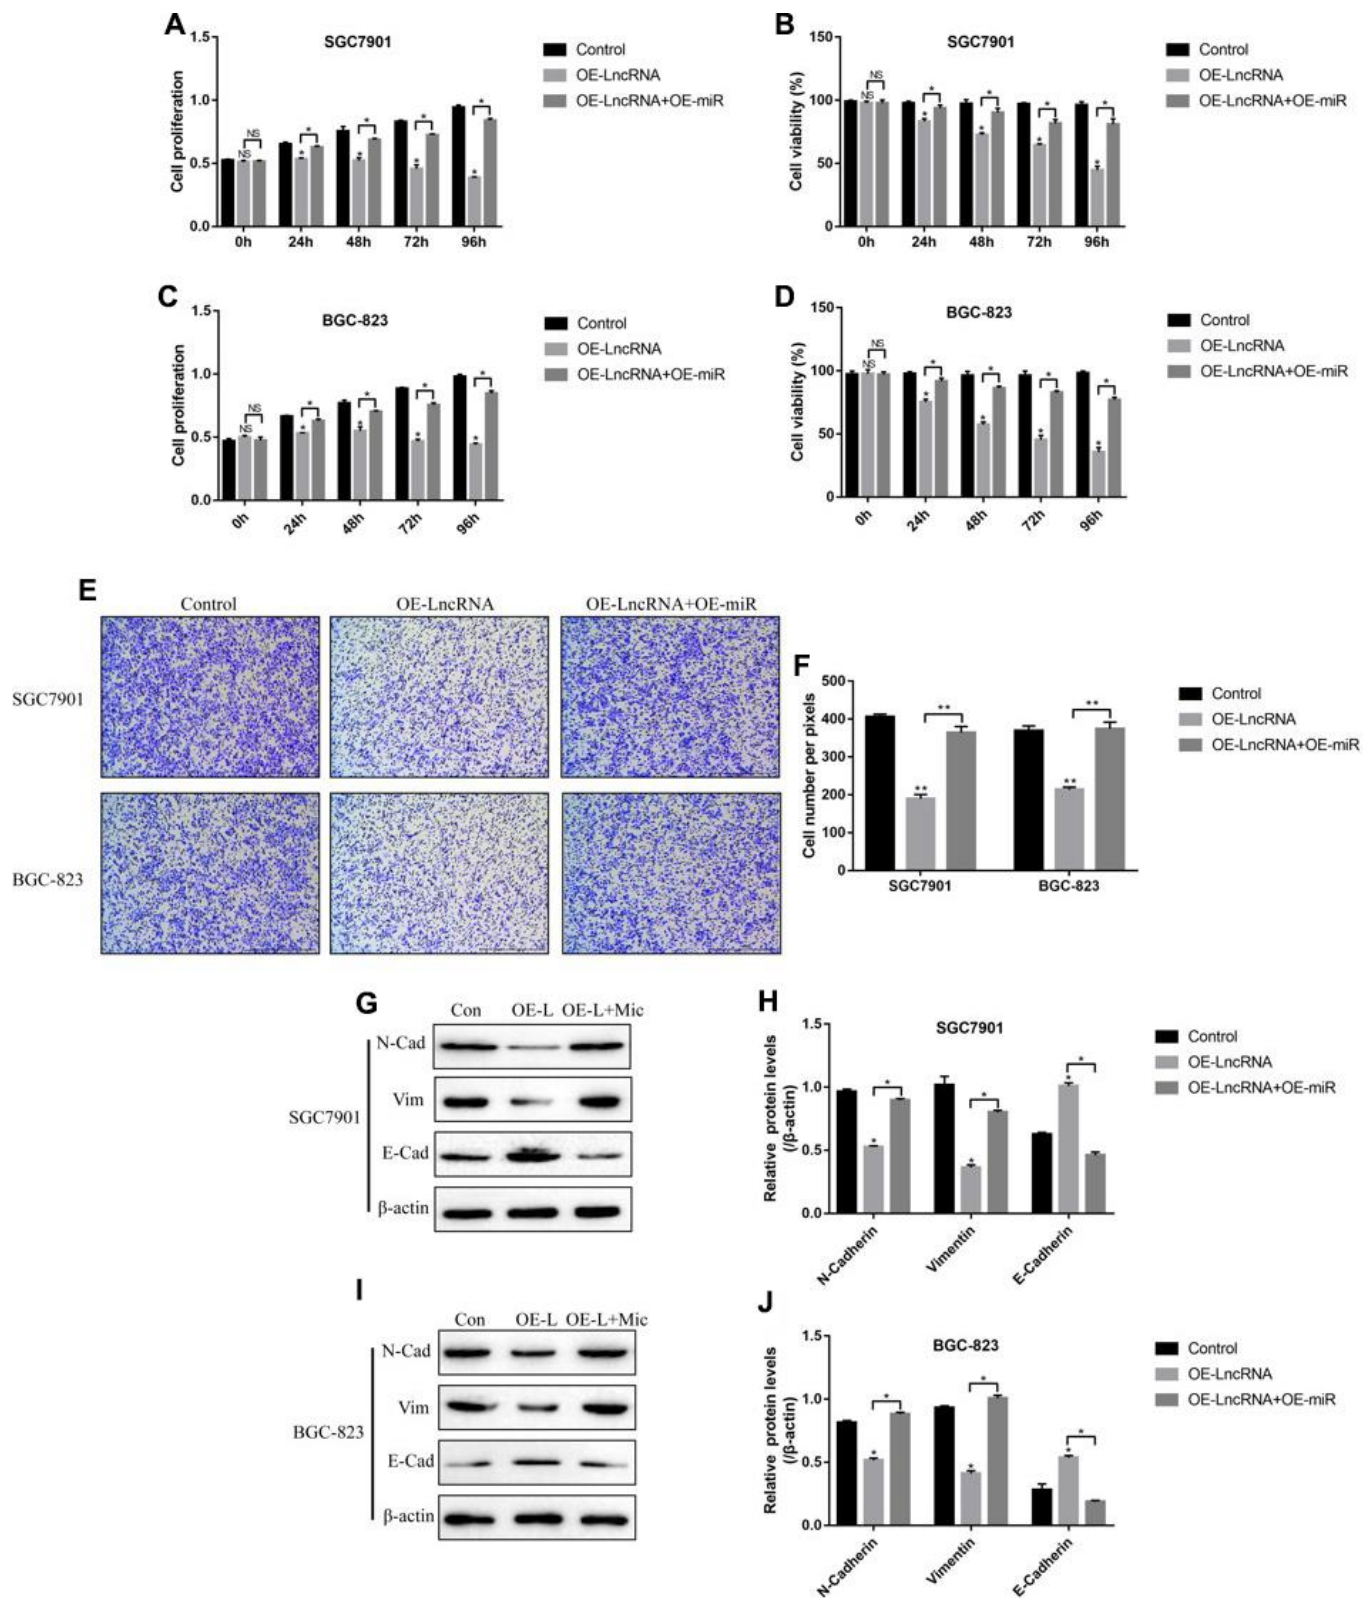 A
SGC7901
Cell proliferation
1.5
1.0
0.5
0.0
NS
NS
*
*
*
*
*
*
*
*
0h 24h 48h 72h 96h
Control
OE-LncRNA
OE-LncRNA+OE-miR
B
SGC7901
Cell viability (%)
150
100
50
0
NS
NS
*
*
*
*
*
*
*
*
0h 24h 48h 72h 96h
Control
OE-LncRNA
OE-LncRNA+OE-miR
C
BGC-823
Cell proliferation
1.5
1.0
0.5
0.0
NS
NS
*
*
*
*
*
*
*
*
0h 24h 48h 72h 96h
Control
OE-LncRNA
OE-LncRNA+OE-miR
D
BGC-823
Cell viability (%)
150
100
50
0
NS
NS
*
*
*
*
*
*
*
*
0h 24h 48h 72h 96h
Control
OE-LncRNA
OE-LncRNA+OE-miR
E
Control OE-LncRNA OE-LncRNA+OE-miR
SGC7901
BGC-823
F
Cell number per pixels
500
400
300
200
100
0
**
**
**
**
SGC7901 BGC-823
Control
OE-LncRNA
OE-LncRNA+OE-miR
G
Con OE-L OE-L+Mic
SGC7901
N-Cad
Vim
E-Cad
β-actin
H
SGC7901
Relative protein levels
(/β-actin)
1.5
1.0
0.5
0.0
*
*
*
*
*
*
N-Cadherin Vimentin E-Cadherin
Control
OE-LncRNA
OE-LncRNA+OE-miR
I
Con OE-L OE-L+Mic
BGC-823
N-Cad
Vim
E-Cad
β-actin
J
BGC-823
Relative protein levels
(/β-actin)
1.5
1.0
0.5
0.0
*
*
*
*
*
*
N-Cadherin Vimentin E-Cadherin
Control
OE-LncRNA
OE-LncRNA+OE-miR